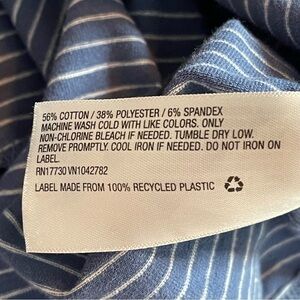 56% COTTON / 38% POLYESTER / 6% SPANDEX
MACHINE WASH COLD WITH LIKE COLORS. ONLY
NON-CHLORINE BLEACH IF NEEDED. TUMBLE DRY LOW.
REMOVE PROMPTLY. COOL IRON IF NEEDED. DO NOT IRON ON
LABEL.
RN17730 VN1042782
LABEL MADE FROM 100% RECYCLED PLASTIC